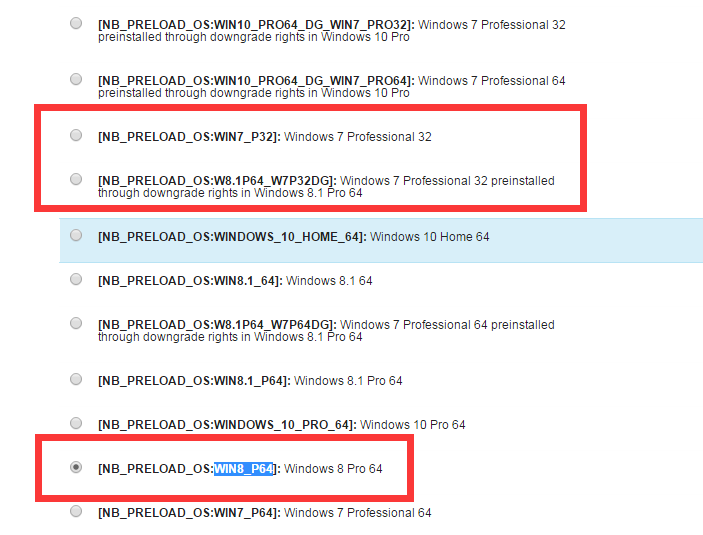 [NB_PRELOAD_OS:WIN10_PRO64_DG_WIN7_PRO32]: Windows 7 Professional 32
preinstalled through downgrade rights in Windows 10 Pro
[NB_PRELOAD_OS:WIN10_PRO64_DG_WIN7_PRO64]: Windows 7 Professional 64
preinstalled through downgrade rights in Windows 10 Pro
[NB_PRELOAD_OS:WIN7_P32]: Windows 7 Professional 32
[NB_PRELOAD_OS:W8.1P64_W7P32DG]: Windows 7 Professional 32 preinstalled
through downgrade rights in Windows 8.1 Pro 64
[NB_PRELOAD_OS:WINDOWS_10_HOME_64]: Windows 10 Home 64
[NB_PRELOAD_OS:WIN8.1_64]: Windows 8.1 64
[NB_PRELOAD_OS:W8.1P64_W7P64DG]: Windows 7 Professional 64 preinstalled
through downgrade rights in Windows 8.1 Pro 64
[NB_PRELOAD_OS:WIN8.1_P64]: Windows 8.1 Pro 64
[NB_PRELOAD_OS:WINDOWS_10_PRO_64]: Windows 10 Pro 64
[NB_PRELOAD_OS:WIN8_P64]: Windows 8 Pro 64
[NB_PRELOAD_OS:WIN7_P64]: Windows 7 Professional 64